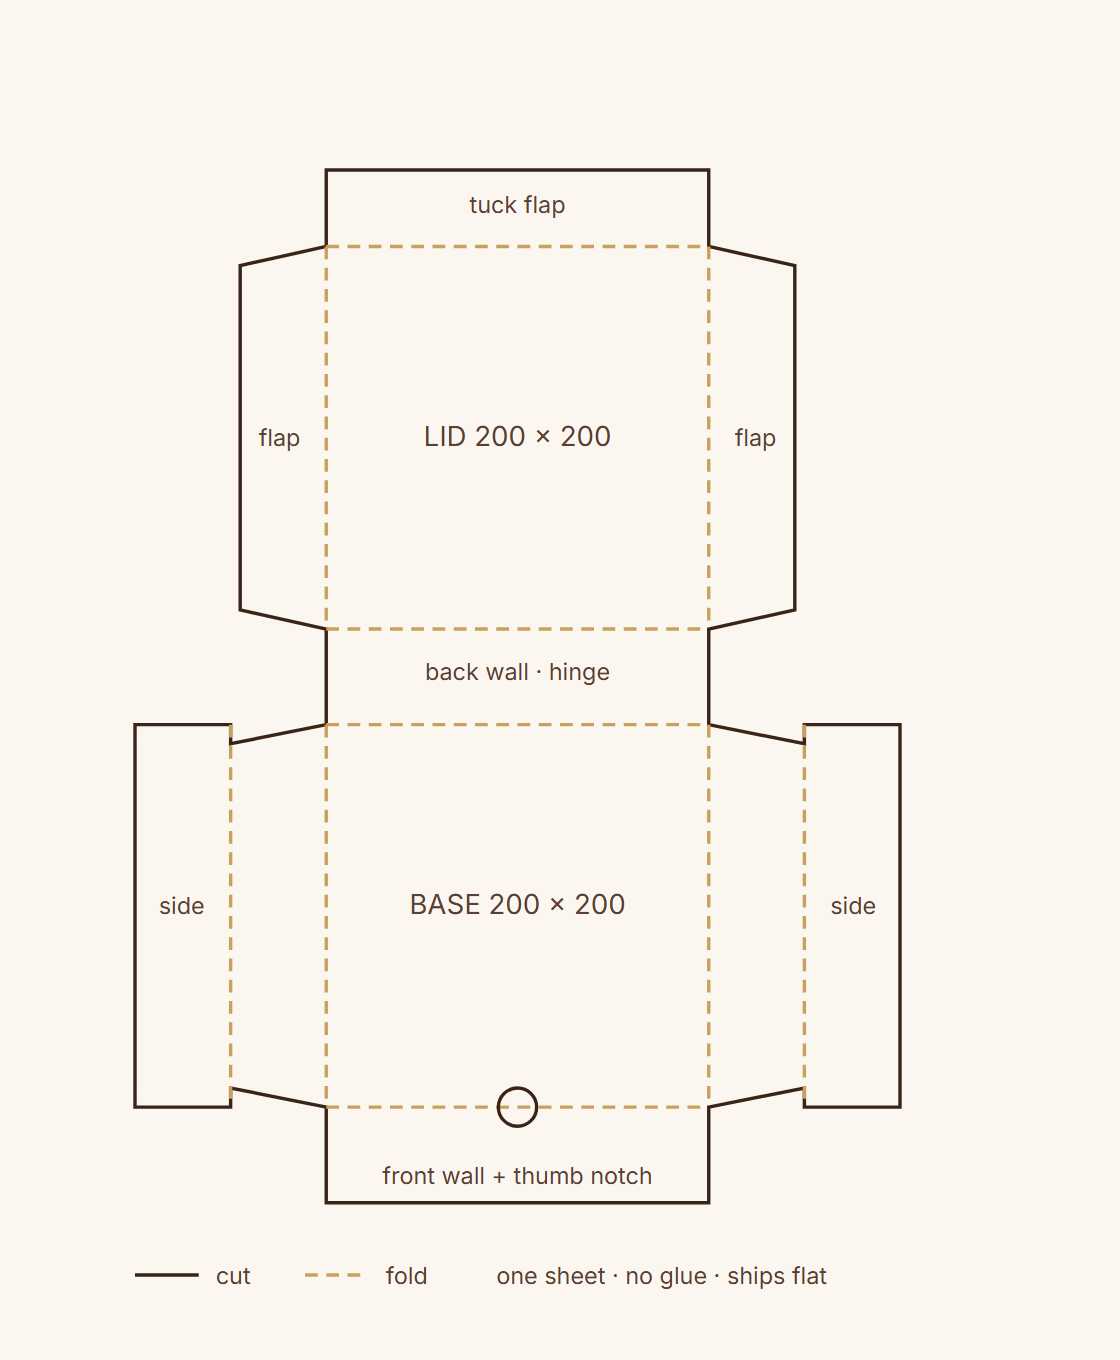 tuck flap
flap
LID 200 × 200
flap
back wall · hinge
side
BASE 200 × 200
side
front wall + thumb notch
cut
fold
one sheet · no glue · ships flat